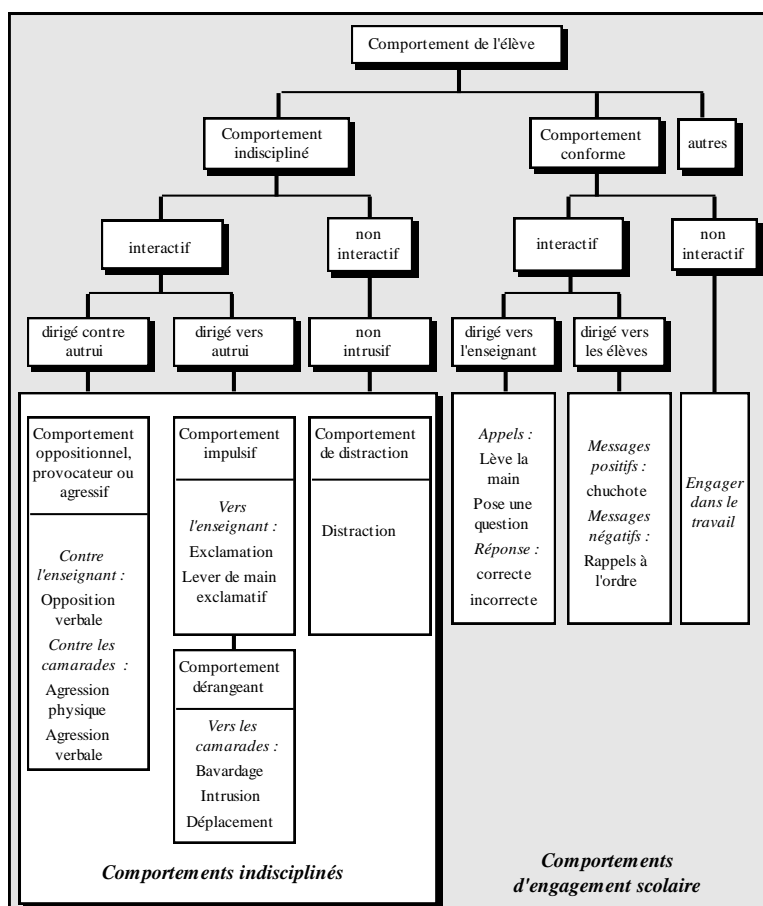 Comportement de l'élève
Comportement
indiscipliné
Comportement
conforme
autres
interactif
non
interactif
interactif
non
interactif
dirigé contre
autrui
dirigé vers
autrui
non
intrusif
dirigé vers
l'enseignant
dirigé vers
les élèves
Comportement
oppositionnel,
provocateur ou
agressif
Contre
l'enseignant :
Opposition
verbale
Contre les
camarades :
Agression
physique
Agression
verbale
Comportement
impulsif
Vers
l'enseignant :
Exclamation
Lever de main
exclamatif
Comportement
dérangeant
Vers les
camarades :
Bavardage
Intrusion
Déplacement
Comportement
de distraction
Distraction
Appels :
Lève la
main
Pose une
question
Réponse :
correcte
incorrecte
Messages
positifs :
chuchote
Messages
négatifs :
Rappels à
l'ordre
Engager
dans le
travail
Comportements indisciplinés
Comportements
d'engagement scolaire